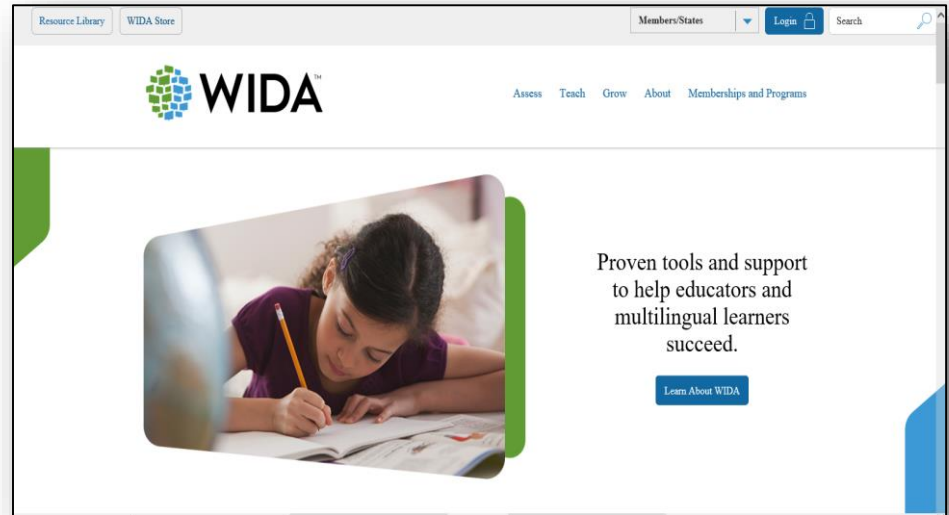 Resource Library WIDA Store Members/States Login Search
WIDA™
Assess Teach Grow About Memberships and Programs
Proven tools and support
to help educators and
multilingual learners
succeed.
Learn About WIDA